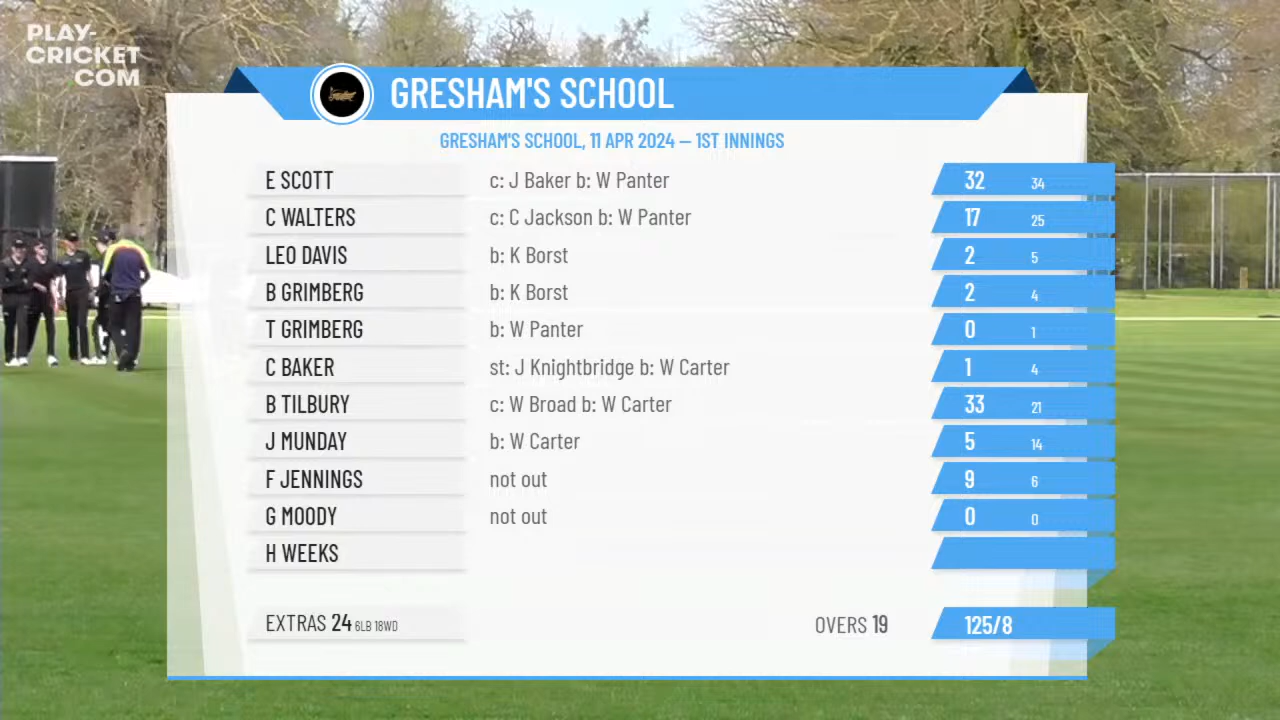 PLAY-
CRICKET
COM
GRESHAM'S SCHOOL
GRESHAM'S SCHOOL, 11 APR 2024 – 1ST INNINGS
E SCOTT c: J Baker b: W Panter 32 34
C WALTERS c: C Jackson b: W Panter 17 25
LEO DAVIS b: K Borst 2 5
B GRIMBERG b: K Borst 2 4
T GRIMBERG b: W Panter 0 1
C BAKER st: J Knightbridge b: W Carter 1 4
B TILBURY c: W Broad b: W Carter 33 21
J MUNDAY b: W Carter 5 14
F JENNINGS not out 9 6
G MOODY not out 0 0
H WEEKS
EXTRAS 24 6LB 18WD OVERS 19 125/8